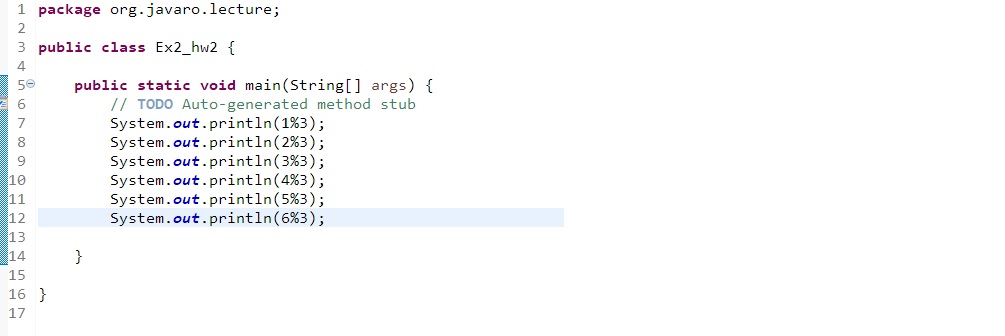 1 package org.javaro.lecture;
2
3 public class Ex2_hw2 {
4
5     public static void main(String[] args) {
6         // TODO Auto-generated method stub
7         System.out.println(1%3);
8         System.out.println(2%3);
9         System.out.println(3%3);
10         System.out.println(4%3);
11         System.out.println(5%3);
12         System.out.println(6%3);
13
14     }
15
16 }
17